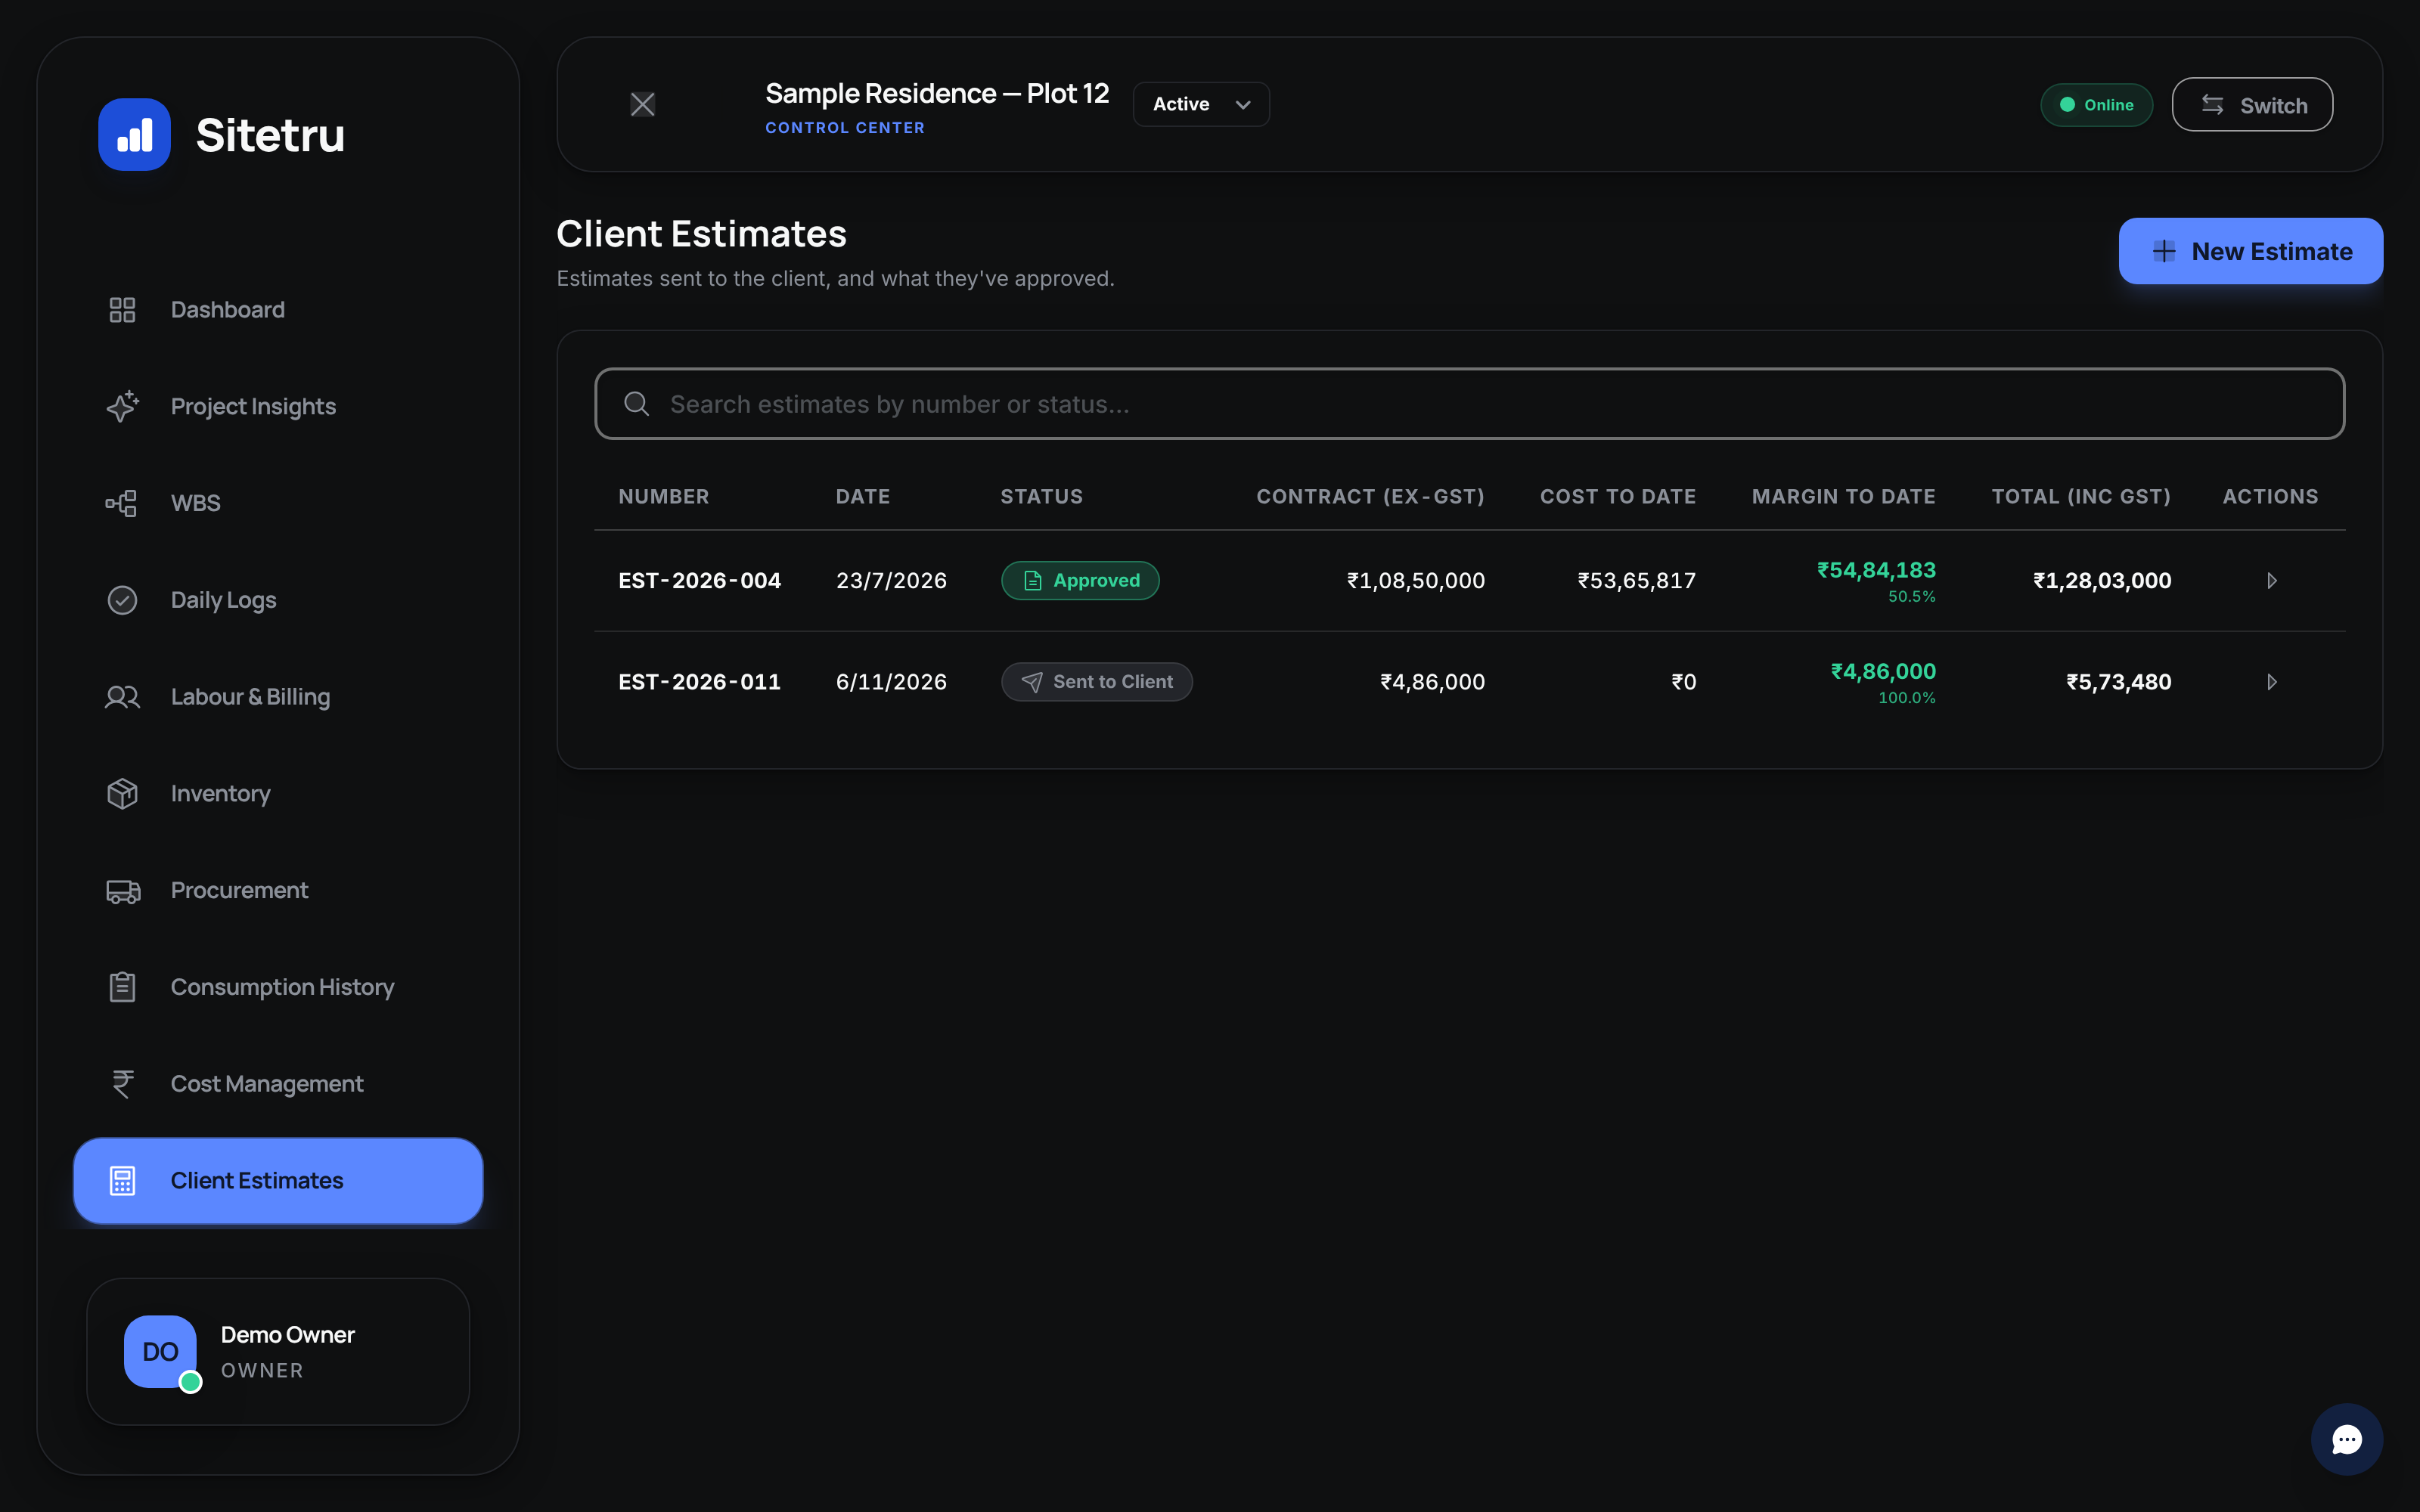 Sitetru
Dashboard
Project Insights
WBS
Daily Logs
Labour & Billing
Inventory
Procurement
Consumption History
Cost Management
Client Estimates
DO
Demo Owner
OWNER
Sample Residence — Plot 12
CONTROL CENTER
Active
Online
Switch
Client Estimates
Estimates sent to the client, and what they've approved.
New Estimate
Search estimates by number or status...
NUMBER DATE STATUS CONTRACT (EX-GST) COST TO DATE MARGIN TO DATE TOTAL (INC GST) ACTIONS
EST-2026-004 23/7/2026 Approved ₹1,08,50,000 ₹53,65,817 ₹54,84,183 ₹1,28,03,000
50.5%
EST-2026-011 6/11/2026 Sent to Client ₹4,86,000 ₹0 ₹4,86,000 ₹5,73,480
100.0%